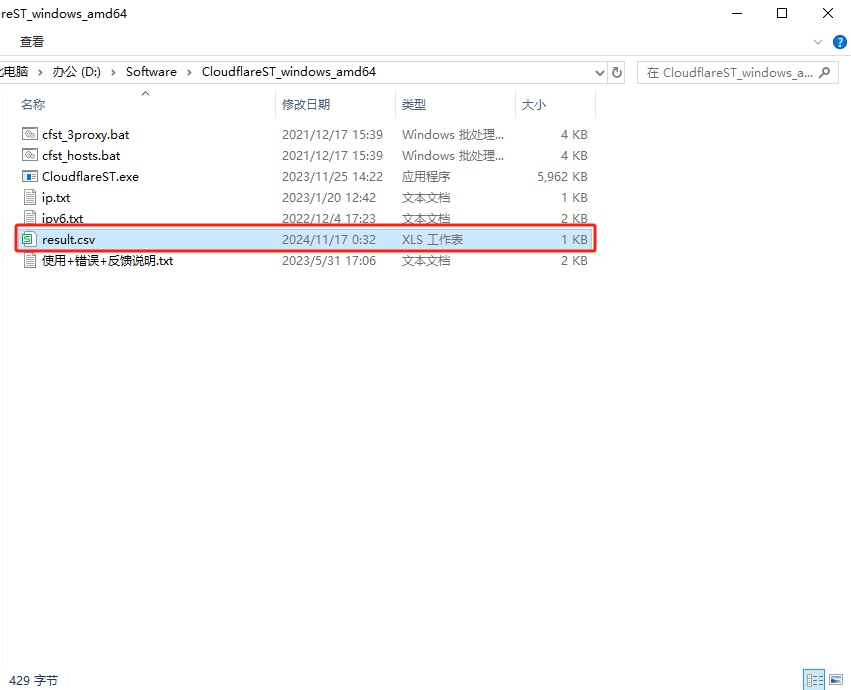 reST_windows_amd64
查看
电脑 › 办公 (D:) › Software › CloudflareST_windows_amd64
在 CloudflareST_windows_a...
名称 修改日期 类型 大小
cfst_3proxy.bat 2021/12/17 15:39 Windows 批处理... 4 KB
cfst_hosts.bat 2021/12/17 15:39 Windows 批处理... 4 KB
CloudflareST.exe 2023/11/25 14:22 应用程序 5,962 KB
ip.txt 2023/1/20 12:42 文本文档 1 KB
ipv6.txt 2022/12/4 17:23 文本文档 2 KB
result.csv 2024/11/17 0:32 XLS 工作表 1 KB
使用+错误+反馈说明.txt 2023/5/31 17:06 文本文档 2 KB
429 字节